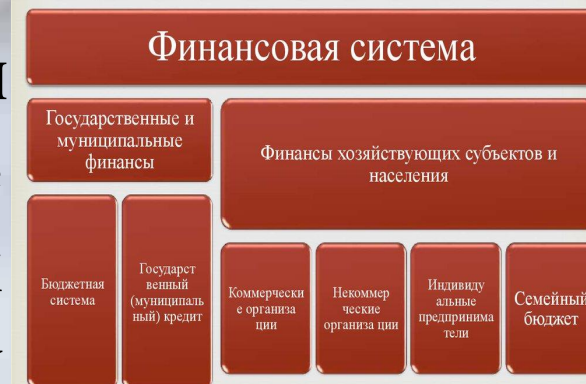 Финансовая система
Государственные и
муниципальные
финансы
Финансы хозяйствующих субъектов и
населения
Бюджетная
система
Государст
венный
(муниципаль
ный) кредит
Коммерчески
е организа
ции
Некоммер
ческие
организа ции
Индивиду
альные
предпринима
тели
Семейный
бюджет